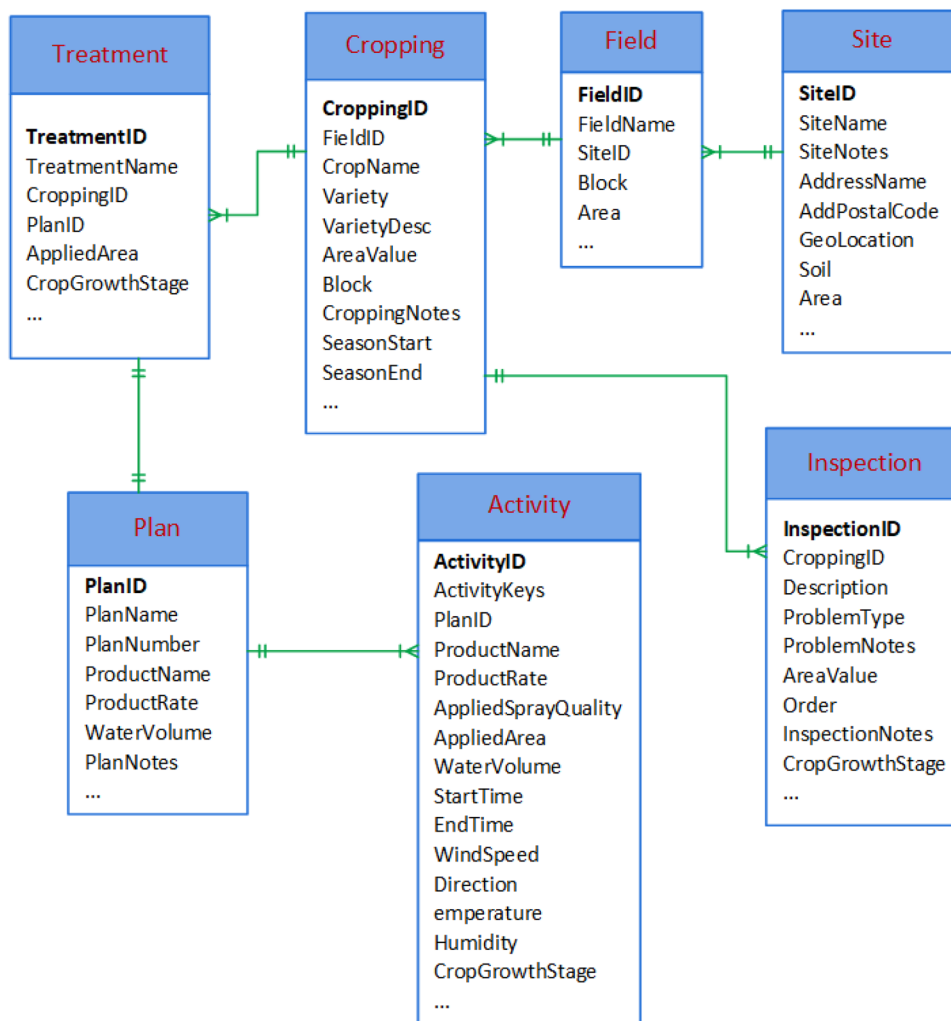 Treatment
TreatmentID
TreatmentName
CroppingID
PlanID
AppliedArea
CropGrowthStage
...
Cropping
CroppingID
FieldID
CropName
Variety
VarietyDesc
AreaValue
Block
CroppingNotes
SeasonStart
SeasonEnd
...
Field
FieldID
FieldName
SiteID
Block
Area
...
Site
SiteID
SiteName
SiteNotes
AddressName
AddPostalCode
GeoLocation
Soil
Area
...
Plan
PlanID
PlanName
PlanNumber
ProductName
ProductRate
WaterVolume
PlanNotes
...
Activity
ActivityID
ActivityKeys
PlanID
ProductName
ProductRate
AppliedSprayQuality
AppliedArea
WaterVolume
StartTime
EndTime
WindSpeed
Direction
emperature
Humidity
CropGrowthStage
...
Inspection
InspectionID
CroppingID
Description
ProblemType
ProblemNotes
AreaValue
Order
InspectionNotes
CropGrowthStage
...